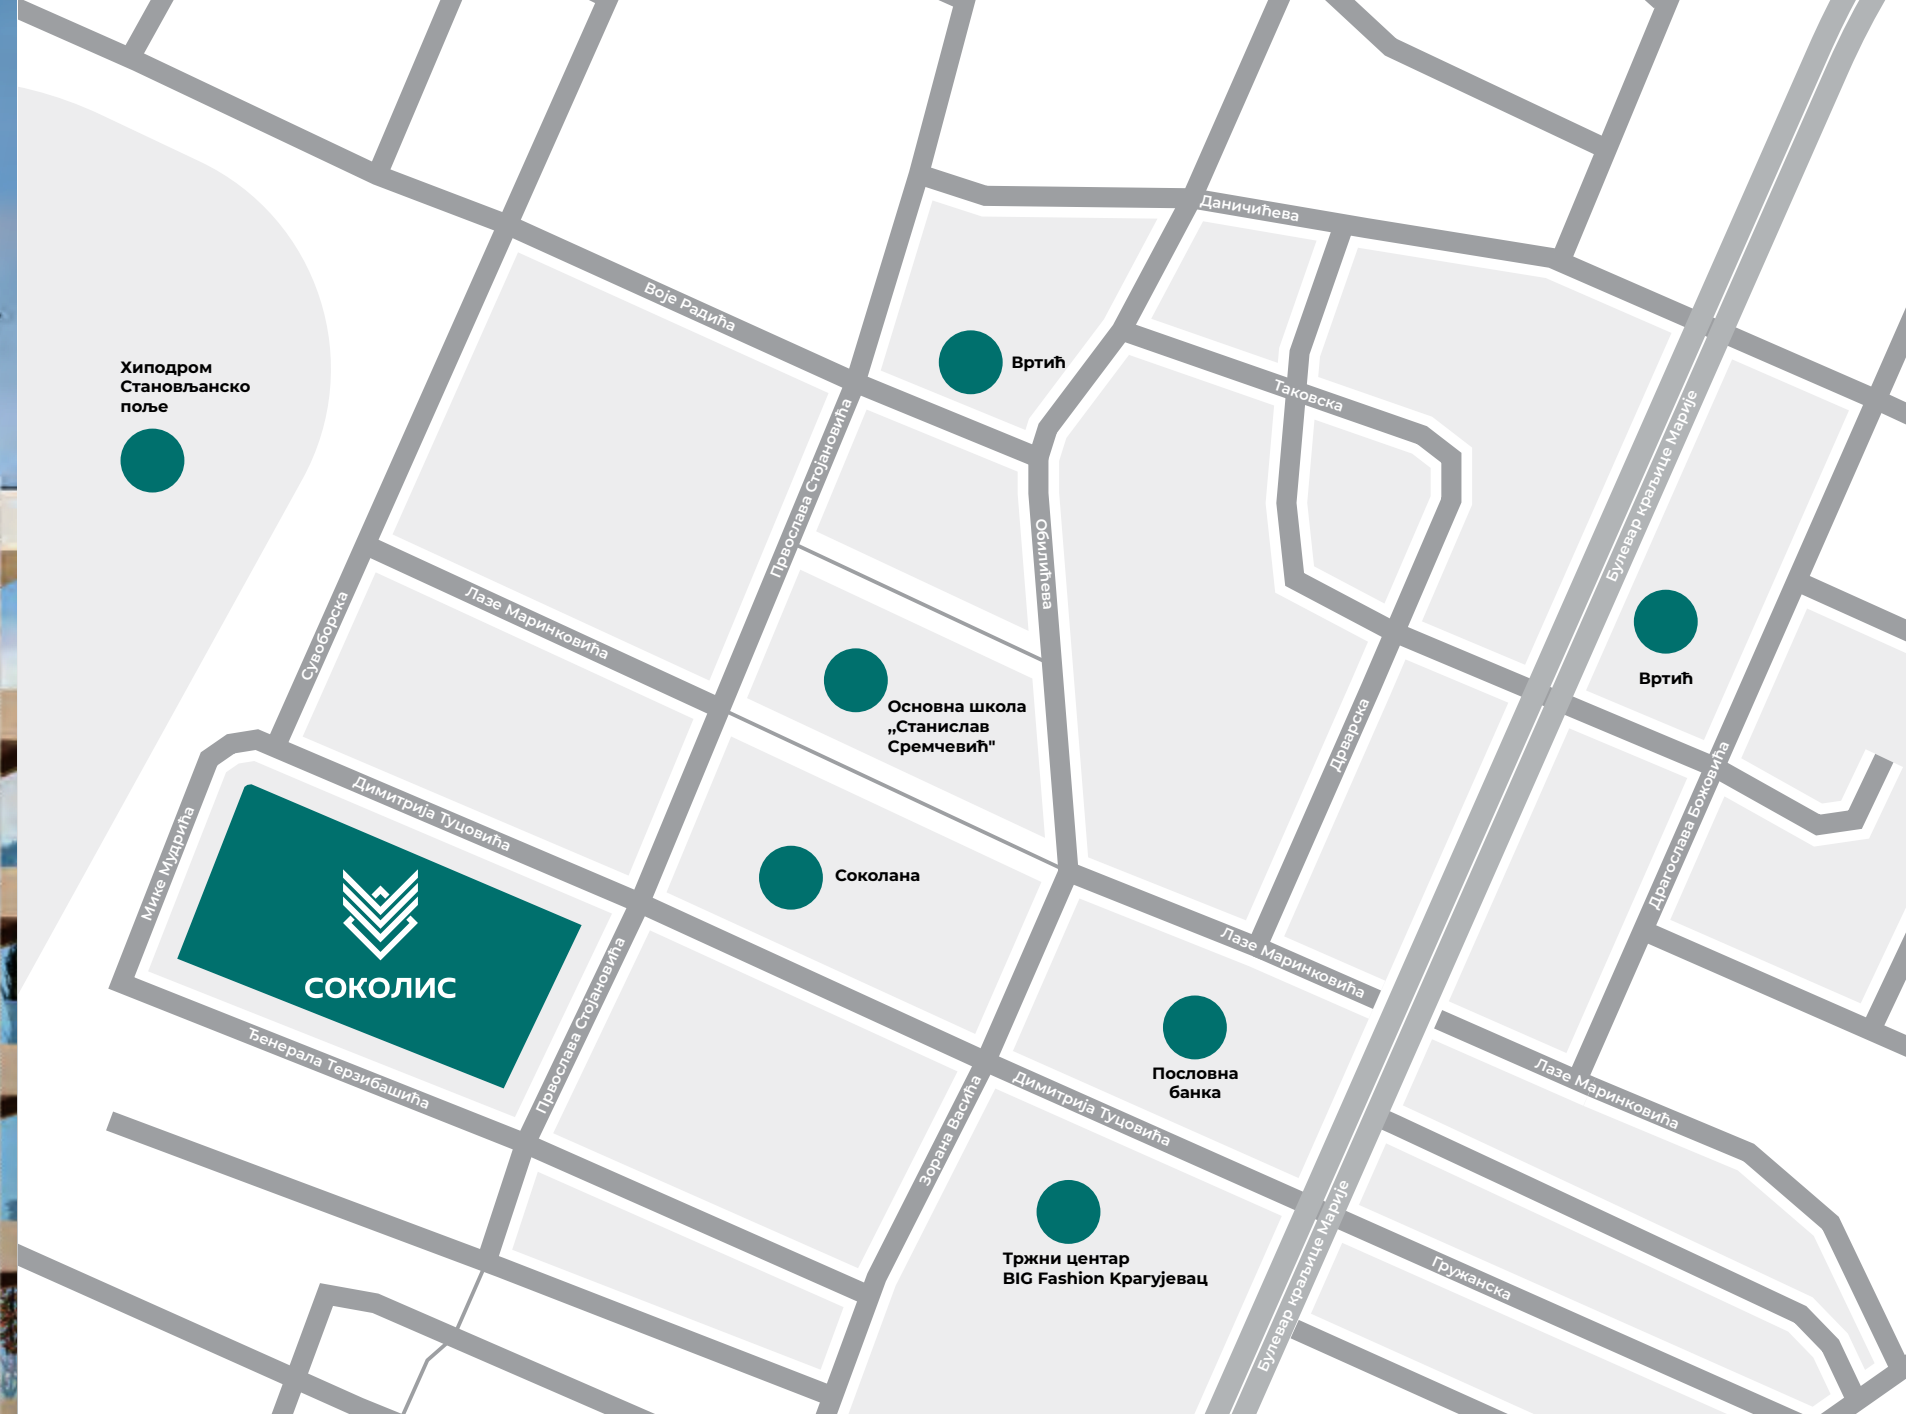 Даничићева
Воје Радића
Вртић
Хиподром
Становљанско
поље
Таковска
Булевар краљице Марије
Првослава Стојановића
Обилићева
Сувоборска
Лазе Маринковића
Вртић
Основна школа
„Станислав
Сремчевић"
Дрварска
Драгослава Божовића
Димитрија Туцовића
Мике Мудрића
Соколана
СОКОЛИС
Лазе Маринковића
Првослава Стојановића
Ђенерала Терзибашића
Пословна
банка
Зорана Васића
Димитрија Туцовића
Лазе Маринковића
Тржни центар
BIG Fashion Крагујевац
Булевар краљице Марије
Гружанска